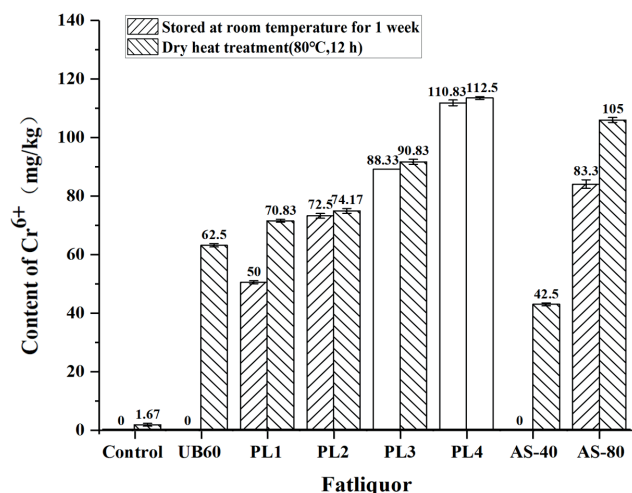 Stored at room temperature for 1 week
Dry heat treatment(80℃,12 h)
Content of Cr6+（mg/kg）
140
120
100
80
60
40
20
0
0
1.67
0
62.5
50
70.83
72.5
74.17
88.33
90.83
110.83
112.5
0
42.5
83.3
105
Control
UB60
PL1
PL2
PL3
PL4
AS-40
AS-80
Fatliquor